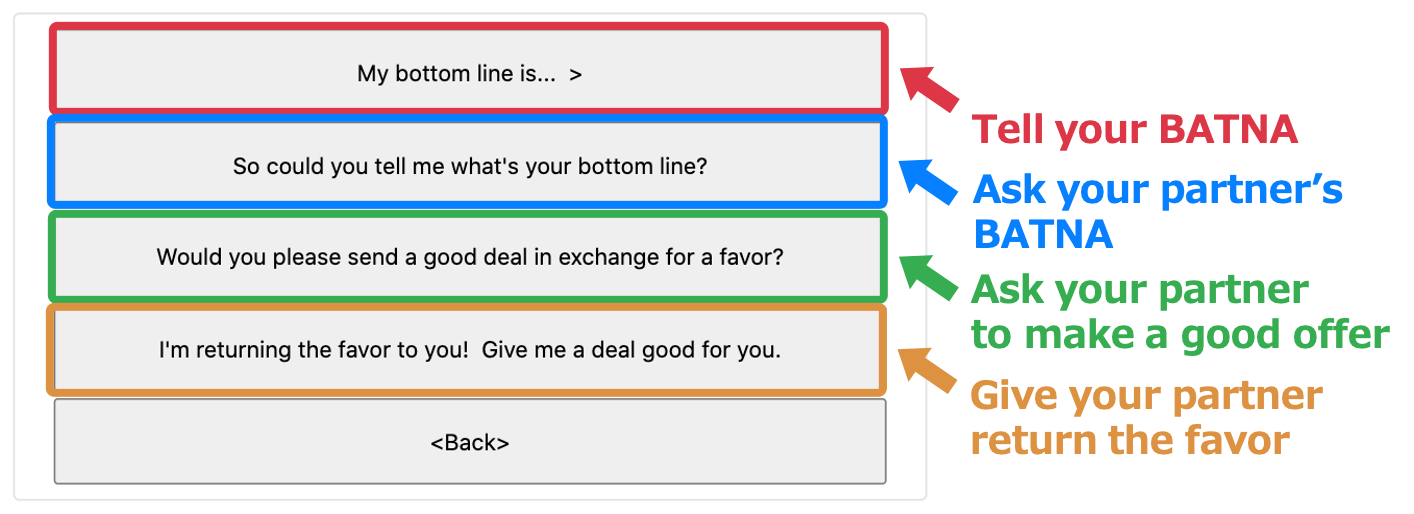 My bottom line is...  >
Tell your BATNA
So could you tell me what's your bottom line?
Ask your partner’s
BATNA
Would you please send a good deal in exchange for a favor?
Ask your partner
to make a good offer
I'm returning the favor to you!  Give me a deal good for you.
Give your partner
return the favor
<Back>